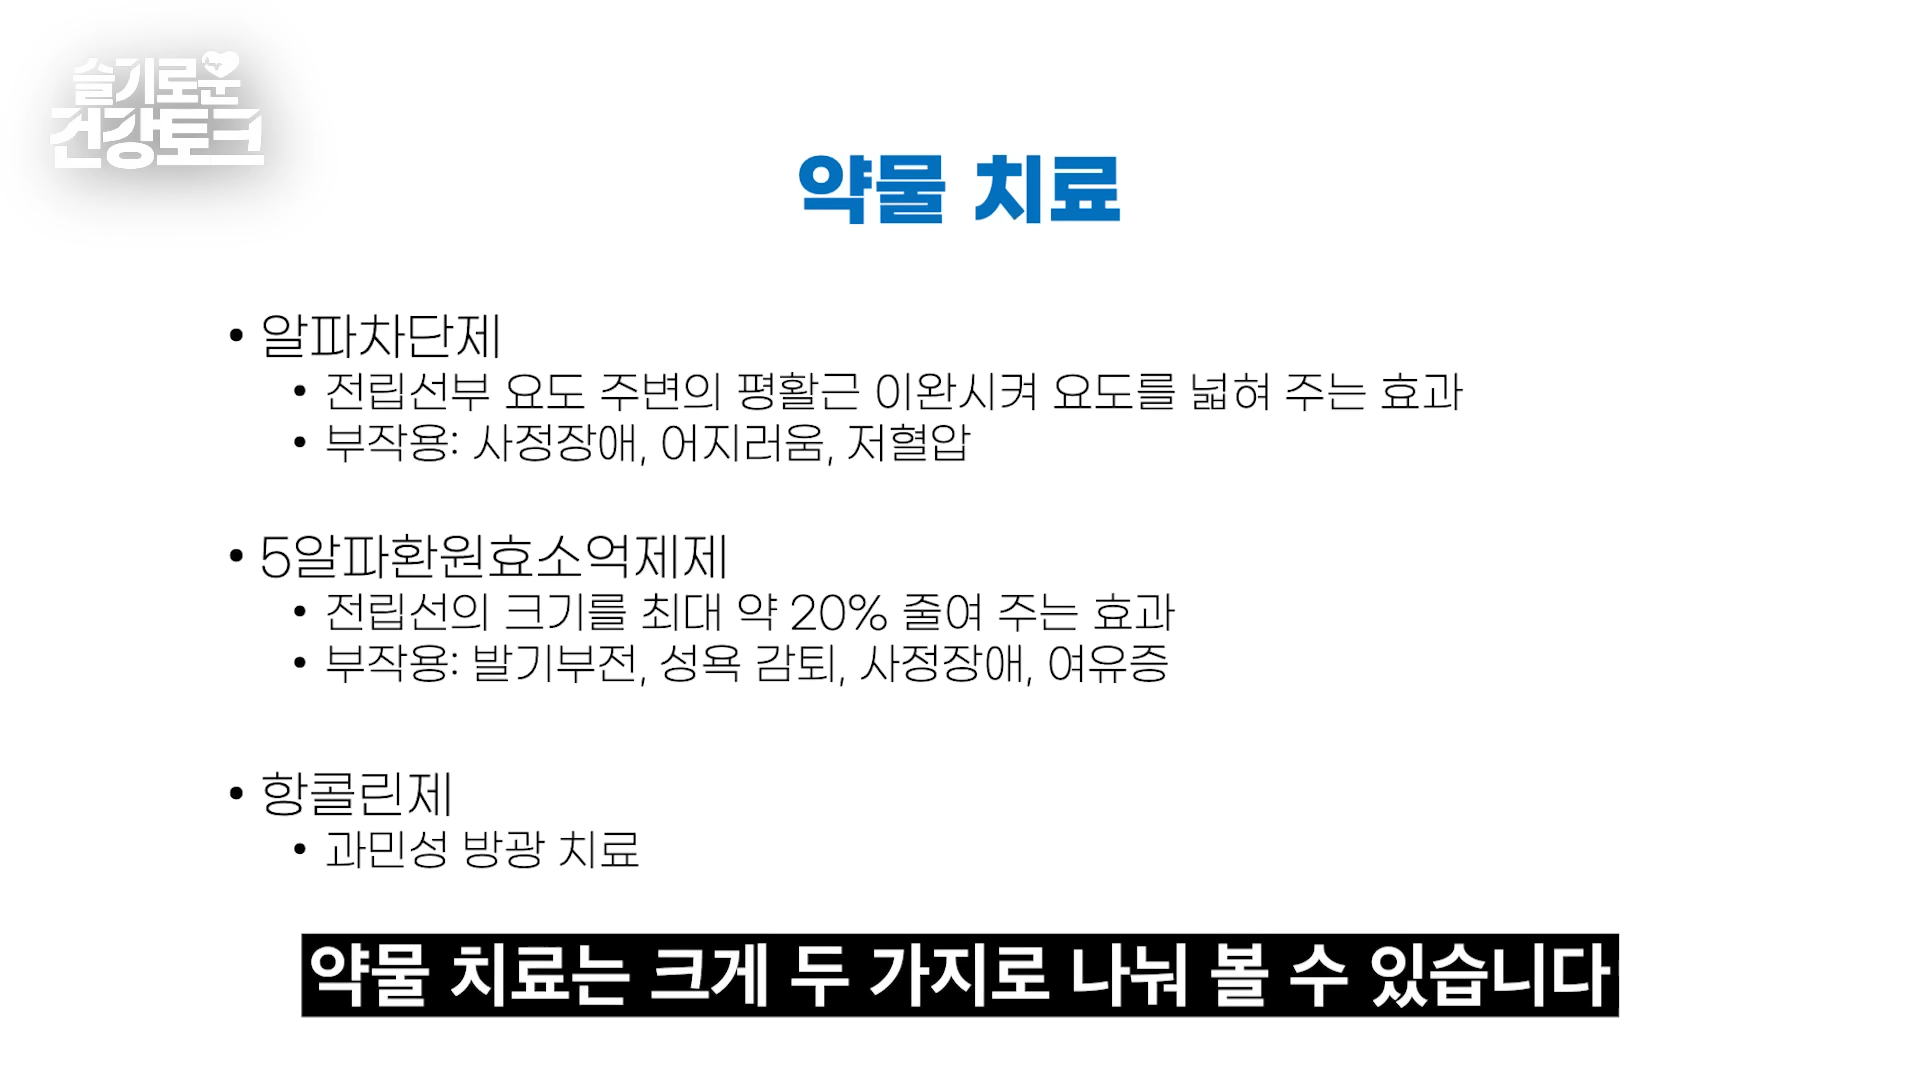 슬기로운
건강토크
약물 치료
• 알파차단제
• 전립선부 요도 주변의 평활근 이완시켜 요도를 넓혀 주는 효과
• 부작용: 사정장애, 어지러움, 저혈압
• 5알파환원효소억제제
• 전립선의 크기를 최대 약 20% 줄여 주는 효과
• 부작용: 발기부전, 성욕 감퇴, 사정장애, 여유증
• 항콜린제
• 과민성 방광 치료
약물 치료는 크게 두 가지로 나눠 볼 수 있습니다